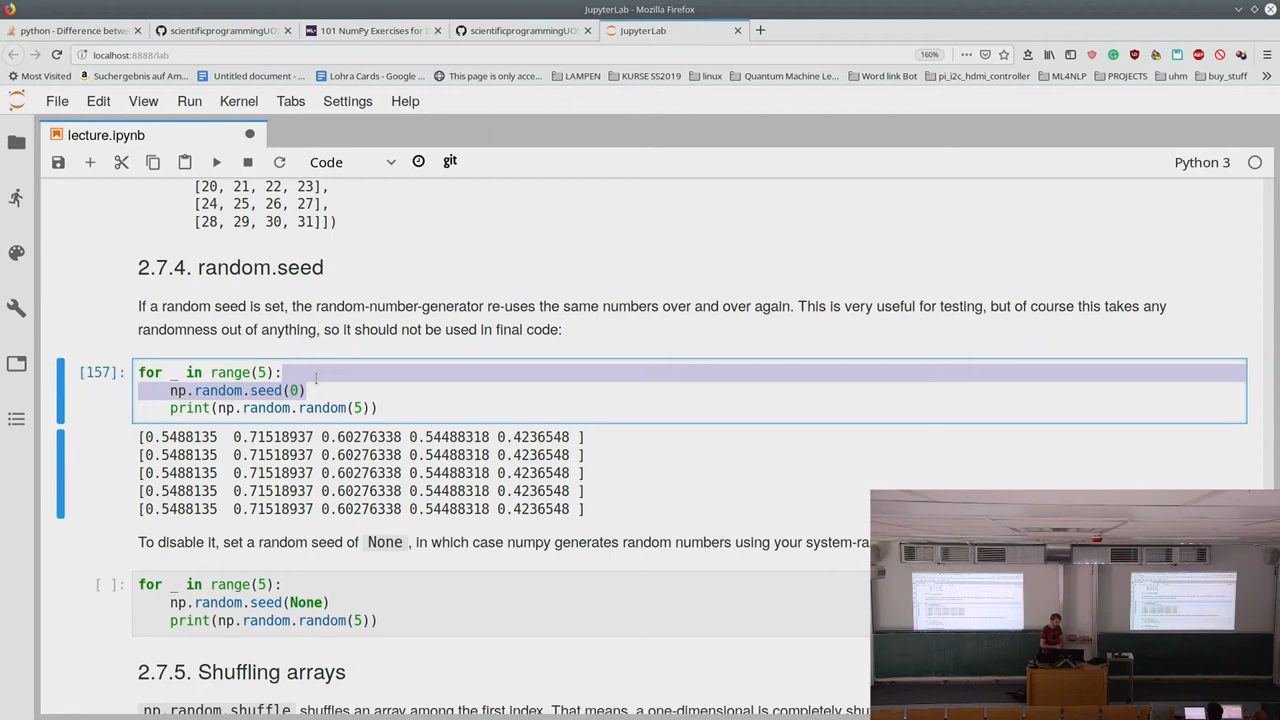 JupyterLab - Mozilla Firefox
python - Difference betwe
scientificprogrammingUO
101 NumPy Exercises for D
scientificprogrammingUO
JupyterLab
localhost:8888/lab
160%
Most Visited
Suchergebnis auf Am...
Untitled document - ...
Lohra Cards - Google ...
This page is only acce...
LAMPEN
KURSE SS2019
linux
Quantum Machine Le...
Word link Bot
pi_i2c_hdmi_controller
ML4NLP
PROJECTS
uhm
buy_stuff
File Edit View Run Kernel Tabs Settings Help
lecture.ipynb
Code
git
Python 3
[20, 21, 22, 23],
[24, 25, 26, 27],
[28, 29, 30, 31]])
2.7.4. random.seed
If a random seed is set, the random-number-generator re-uses the same numbers over and over again. This is very useful for testing, but of course this takes any
randomness out of anything, so it should not be used in final code:
[157]: for _ in range(5):
np.random.seed(0)
print(np.random.random(5))
[0.5488135  0.71518937 0.60276338 0.54488318 0.4236548 ]
[0.5488135  0.71518937 0.60276338 0.54488318 0.4236548 ]
[0.5488135  0.71518937 0.60276338 0.54488318 0.4236548 ]
[0.5488135  0.71518937 0.60276338 0.54488318 0.4236548 ]
[0.5488135  0.71518937 0.60276338 0.54488318 0.4236548 ]
To disable it, set a random seed of None , in which case numpy generates random numbers using your system-ra
[ ]: for _ in range(5):
np.random.seed(None)
print(np.random.random(5))
2.7.5. Shuffling arrays
np.random.shuffle shuffles an array among the first index. That means, a one-dimensional is completely shu